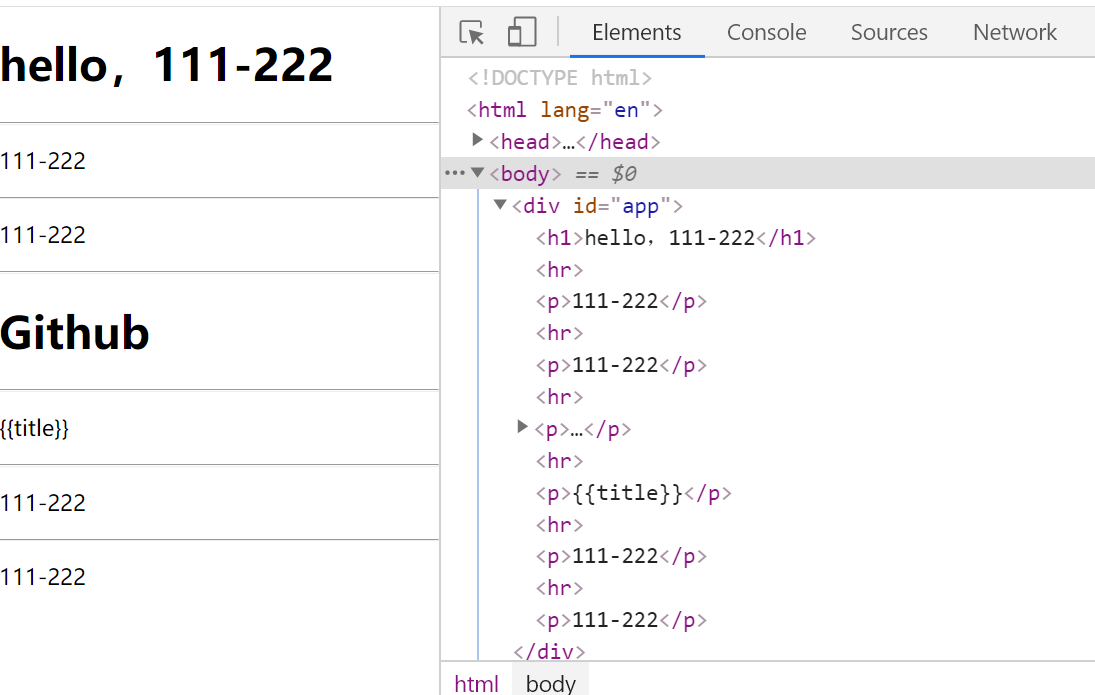 hello，111-222
111-222
111-222
Github
{{title}}
111-222
111-222
Elements Console Sources Network
<!DOCTYPE html>
<html lang="en">
<head>…</head>
<body> == $0
<div id="app">
<h1>hello，111-222</h1>
<hr>
<p>111-222</p>
<hr>
<p>111-222</p>
<hr>
<p>…</p>
<hr>
<p>{{title}}</p>
<hr>
<p>111-222</p>
<hr>
<p>111-222</p>
</div>
html body